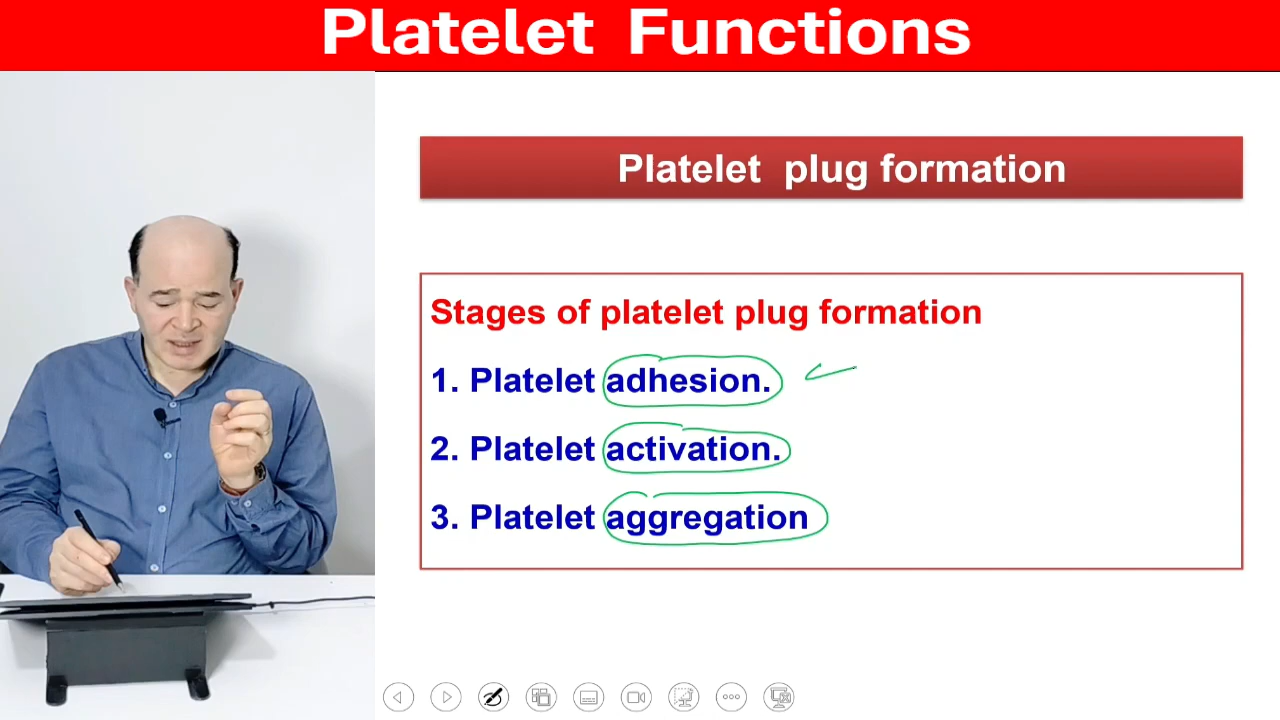 Platelet Functions
Platelet plug formation
Stages of platelet plug formation
1. Platelet adhesion.
2. Platelet activation.
3. Platelet aggregation